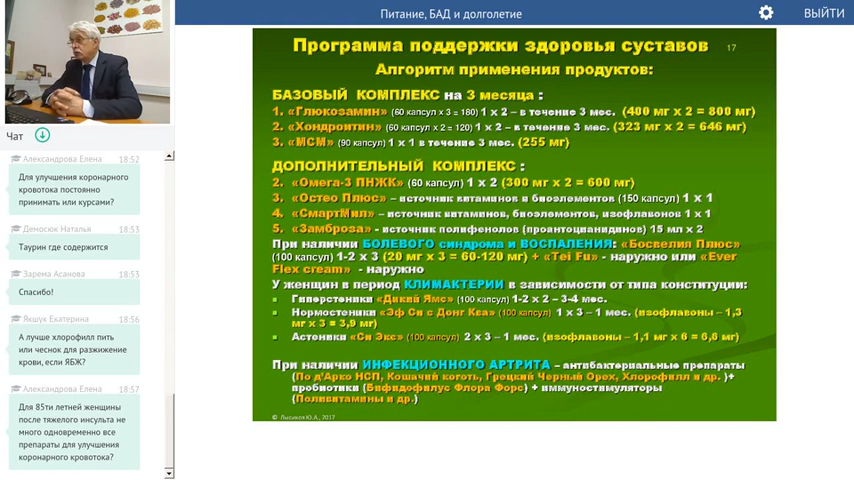 Питание, БАД и долголетие
ВЫЙТИ
Чат
Александрова Елена 18:52
Для улучшения коронарного
кровотока постоянно
принимать или курсами?
Демосюк Наталья 18:53
Таурин где содержится
Зарема Асанова 18:53
Спасибо!
Якшук Екатерина 18:56
А лучше хлорофилл пить
или чеснок для разжижение
крови, если ЯБЖ?
Александрова Елена 18:57
Для 85ти летней женщины
после тяжелого инсульта не
много одновременно все
препараты для улучшения
коронарного кровотока?
Программа поддержки здоровья суставов 17
Алгоритм применения продуктов:
БАЗОВЫЙ КОМПЛЕКС на 3 месяца :
1. «Глюкозамин» (60 капсул х 3 = 180) 1 х 2 – в течение 3 мес. (400 мг х 2 = 800 мг)
2. «Хондроитин» (60 капсул х 2 = 120) 1 х 2 – в течение 3 мес. (323 мг х 2 = 646 мг)
3. «МСМ» (90 капсул) 1 х 1 в течение 3 мес. (255 мг)
ДОПОЛНИТЕЛЬНЫЙ КОМПЛЕКС :
2. «Омега-3 ПНЖК» (60 капсул) 1 х 2 (300 мг х 2 = 600 мг)
3. «Остео Плюс» – источник витаминов и биоэлементов (150 капсул) 1 х 1
4. «СмартМил» – источник витаминов, биоэлементов, изофлавонов 1 х 1
5. «Замброза» - источник полифенолов (проантоцианидинов) 15 мл х 2
При наличии БОЛЕВОГО синдрома и ВОСПАЛЕНИЯ: «Босвелия Плюс»
(100 капсул) 1-2 х 3 (20 мг х 3 = 60-120 мг) + «Tei Fu» - наружно или «Ever
Flex cream» - наружно
У женщин в период КЛИМАКТЕРИИ в зависимости от типа конституции:
Гиперстеники «Дикий Ямс» (100 капсул) 1-2 х 2 – 3-4 мес.
Нормостеники «Эф Си с Донг Ква» (100 капсул) 1 х 3 – 1 мес. (изофлавоны – 1,3
мг х 3 = 3,9 мг)
Астеники «Си Экс» (100 капсул) 2 х 3 – 1 мес. (изофлавоны – 1,1 мг х 6 = 6,6 мг)
При наличии ИНФЕКЦИОННОГО АРТРИТА – антибактериальные препараты
(По д'Арко НСП, Кошачий коготь, Грецкий Черный Орех, Хлорофилл и др. )+
пробиотики (Бифидофилус Флора Форс) + иммуностимуляторы
(Поливитамины и др.)
© Лысиков Ю.А., 2017